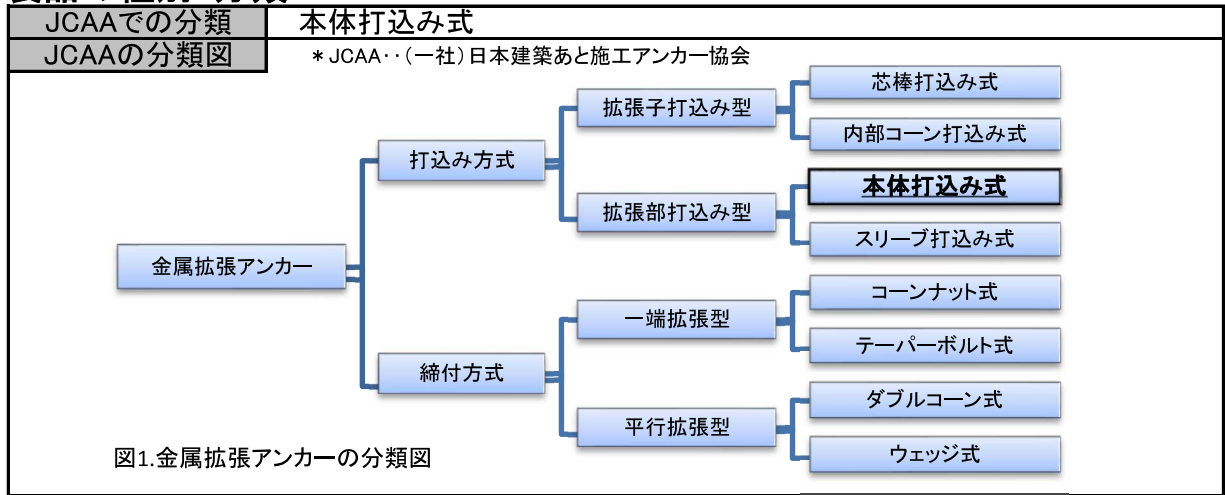 JCAAでの分類
本体打込み式
JCAAの分類図
＊JCAA‥（一社）日本建築あと施工アンカー協会
芯棒打込み式
拡張子打込み型
内部コーン打込み式
打込み方式
本体打込み式
拡張部打込み型
スリーブ打込み式
金属拡張アンカー
コーンナット式
一端拡張型
テーパーボルト式
締付方式
ダブルコーン式
平行拡張型
ウェッジ式
図1.金属拡張アンカーの分類図